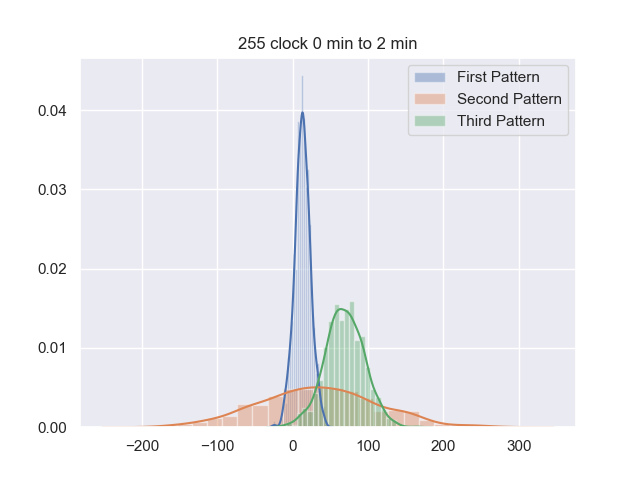 255 clock 0 min to 2 min
First Pattern
Second Pattern
Third Pattern
0.04
0.03
0.02
0.01
0.00
−200 −100 0 100 200 300